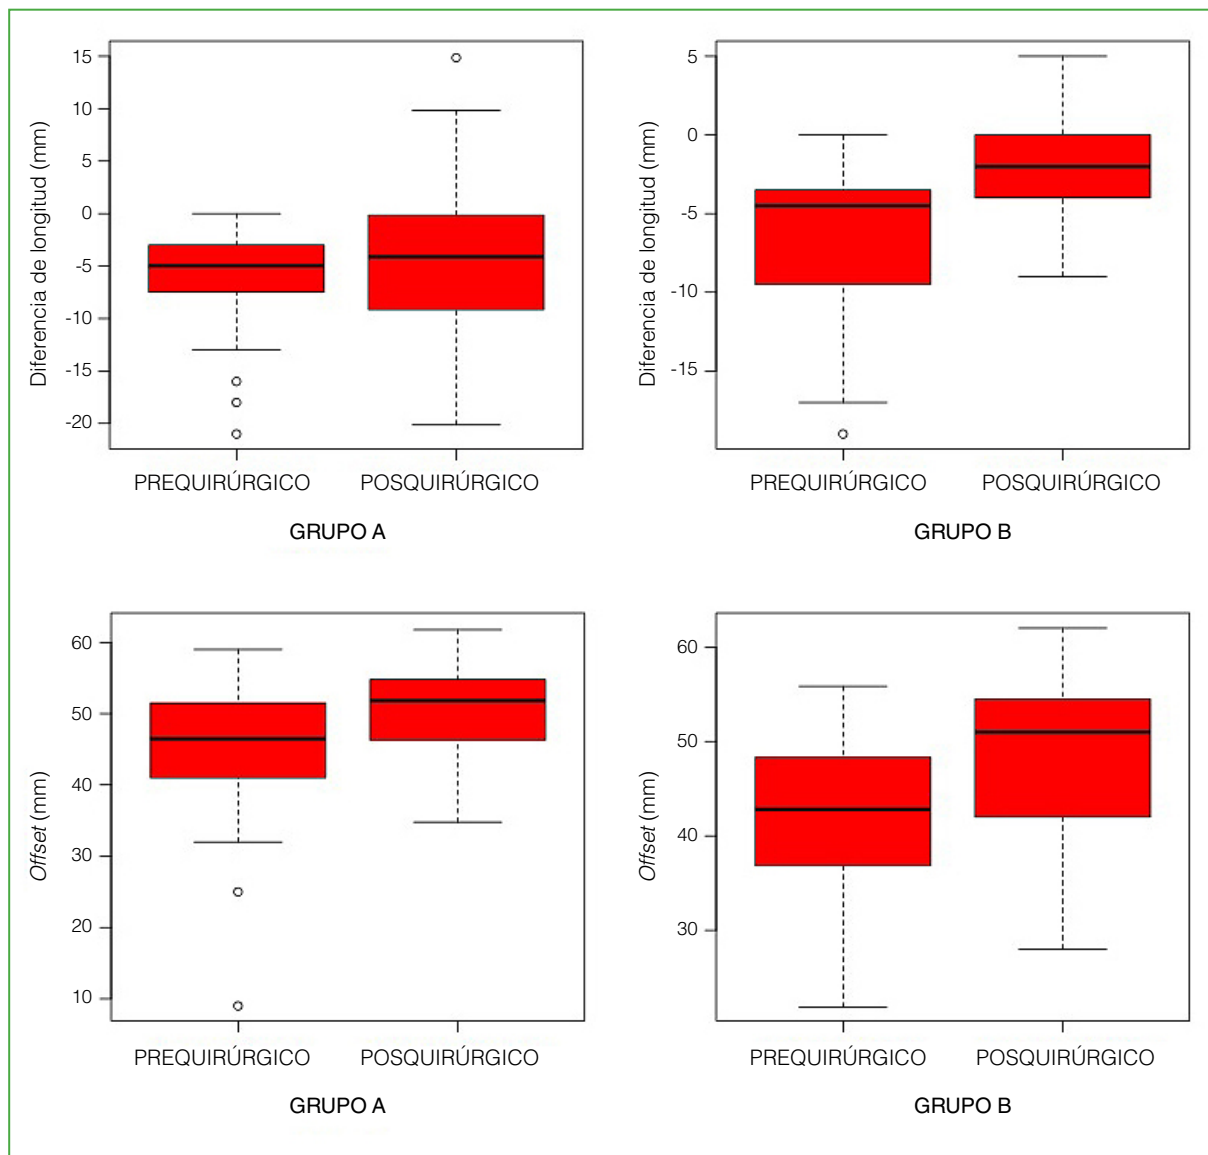 Diferencia de longitud (mm)
15
10
5
0
-5
-10
-15
-20
PREQUIRÚRGICO
POSQUIRÚRGICO
GRUPO A
Diferencia de longitud (mm)
5
0
-5
-10
-15
PREQUIRÚRGICO
POSQUIRÚRGICO
GRUPO B
Offset (mm)
60
50
40
30
20
10
PREQUIRÚRGICO
POSQUIRÚRGICO
GRUPO A
Offset (mm)
60
50
40
30
PREQUIRÚRGICO
POSQUIRÚRGICO
GRUPO B